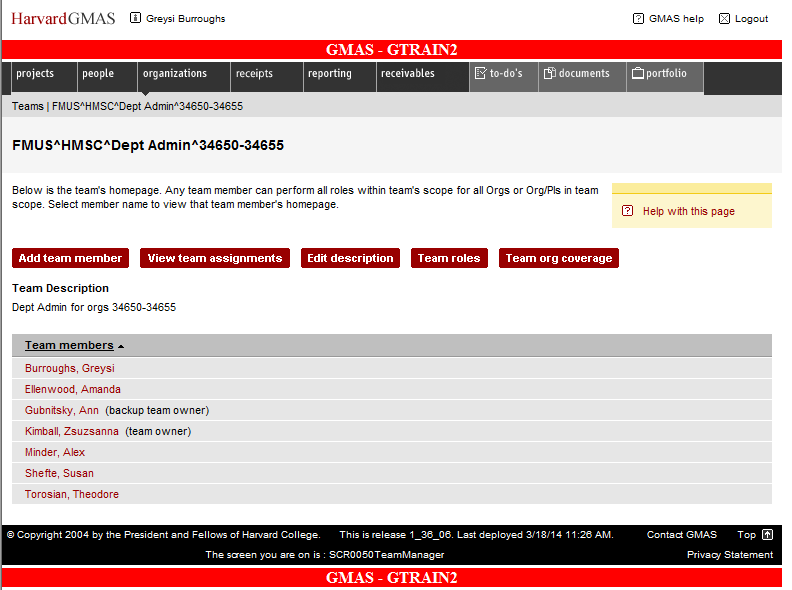 HarvardGMAS Greysi Burroughs GMAS help Logout
GMAS - GTRAIN2
projects people organizations receipts reporting receivables to-do's documents portfolio
Teams | FMUS^HMSC^Dept Admin^34650-34655
FMUS^HMSC^Dept Admin^34650-34655
Below is the team's homepage. Any team member can perform all roles within team's scope for all Orgs or Org/PIs in team
scope. Select member name to view that team member's homepage.
Help with this page
Add team member View team assignments Edit description Team roles Team org coverage
Team Description
Dept Admin for orgs 34650-34655
Team members
Burroughs, Greysi
Ellenwood, Amanda
Gubnitsky, Ann (backup team owner)
Kimball, Zsuzsanna (team owner)
Minder, Alex
Shefte, Susan
Torosian, Theodore
© Copyright 2004 by the President and Fellows of Harvard College. This is release 1_36_06. Last deployed 3/18/14 11:26 AM. Contact GMAS Top
The screen you are on is : SCR0050TeamManager Privacy Statement
GMAS - GTRAIN2